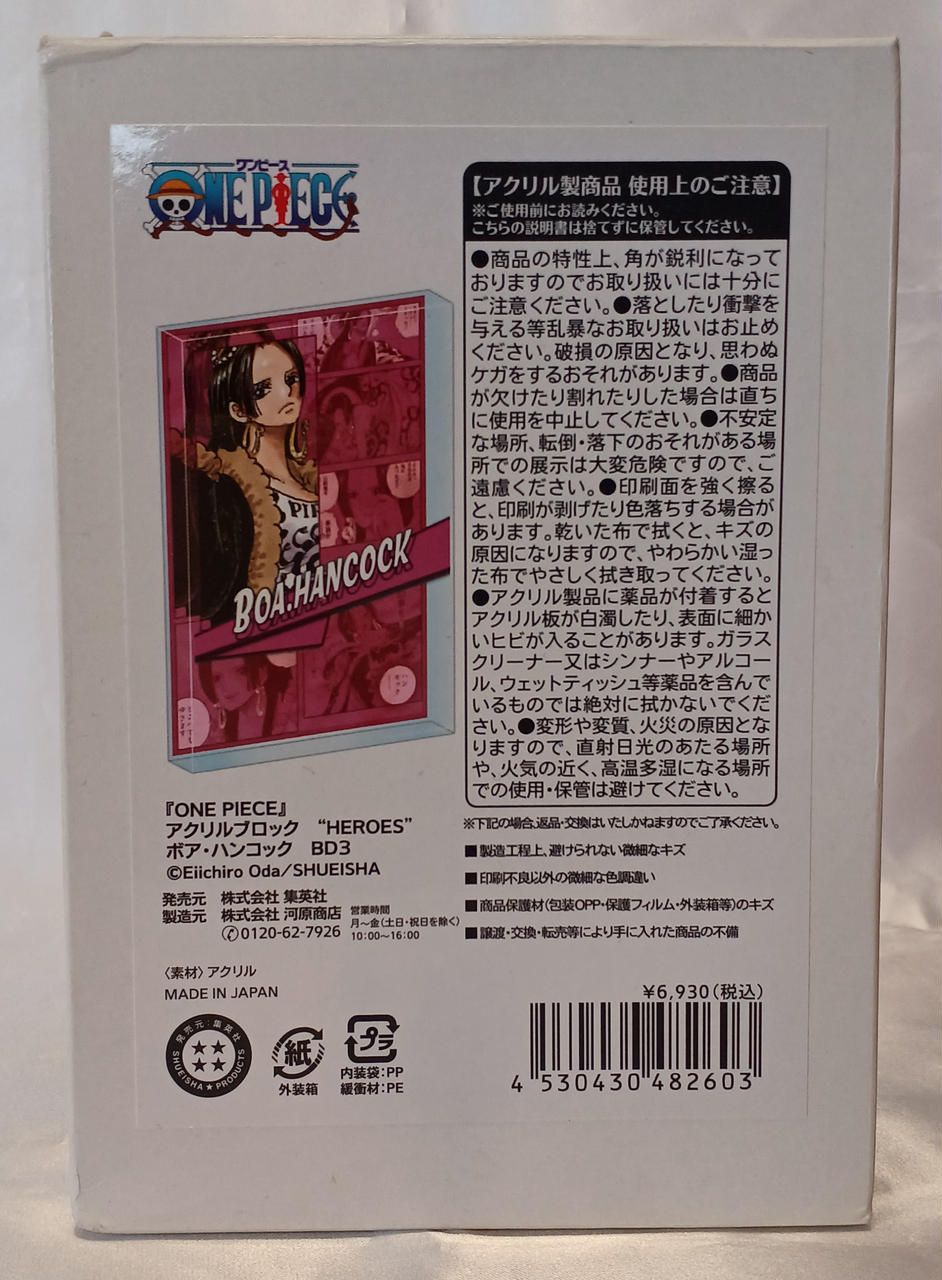 ワンピース
ONE PIECE
PIR
BOA.HANCOCK
ハンコック
『ONE PIECE』
アクリルブロック “HEROES”
ボア・ハンコック BD3
©Eiichiro Oda/SHUEISHA
発売元 株式会社 集英社
製造元 株式会社 河原商店
0120-62-7926
営業時間
月〜金(土日・祝日を除く)
10:00〜16:00
〈素材〉アクリル
MADE IN JAPAN
発売元:集英社
SHUEISHA★PRODUCTS
紙
外装箱
プラ
内装袋:PP
緩衝材:PE
【アクリル製商品 使用上のご注意】
※ご使用前にお読みください。
こちらの説明書は捨てずに保管してください。
●商品の特性上、角が鋭利になって
おりますのでお取り扱いには十分に
ご注意ください。●落としたり衝撃を
与える等乱暴なお取り扱いはお止め
ください。破損の原因となり、思わぬ
ケガをするおそれがあります。●商品
が欠けたり割れたりした場合は直ち
に使用を中止してください。●不安定
な場所、転倒・落下のおそれがある場
所での展示は大変危険ですので、ご
遠慮ください。●印刷面を強く擦る
と、印刷が剥げたり色落ちする場合が
あります。乾いた布で拭くと、キズの
原因になりますので、やわらかい湿っ
た布でやさしく拭き取ってください。
●アクリル製品に薬品が付着すると
アクリル板が白濁したり、表面に細か
いヒビが入ることがあります。ガラス
クリーナー又はシンナーやアルコー
ル、ウェットティッシュ等薬品を含んで
いるものでは絶対に拭かないでくだ
さい。●変形や変質、火災の原因とな
りますので、直射日光のあたる場所
や、火気の近く、高温多湿になる場所
での使用・保管は避けてください。
※下記の場合、返品・交換はいたしかねますのでご了承ください。
■製造工程上、避けられない微細なキズ
■印刷不良以外の微細な色調違い
■商品保護材(包装OPP・保護フィルム・外装箱等)のキズ
■譲渡・交換・転売等により手に入れた商品の不備
¥6,930(税込)
4 530430 482603